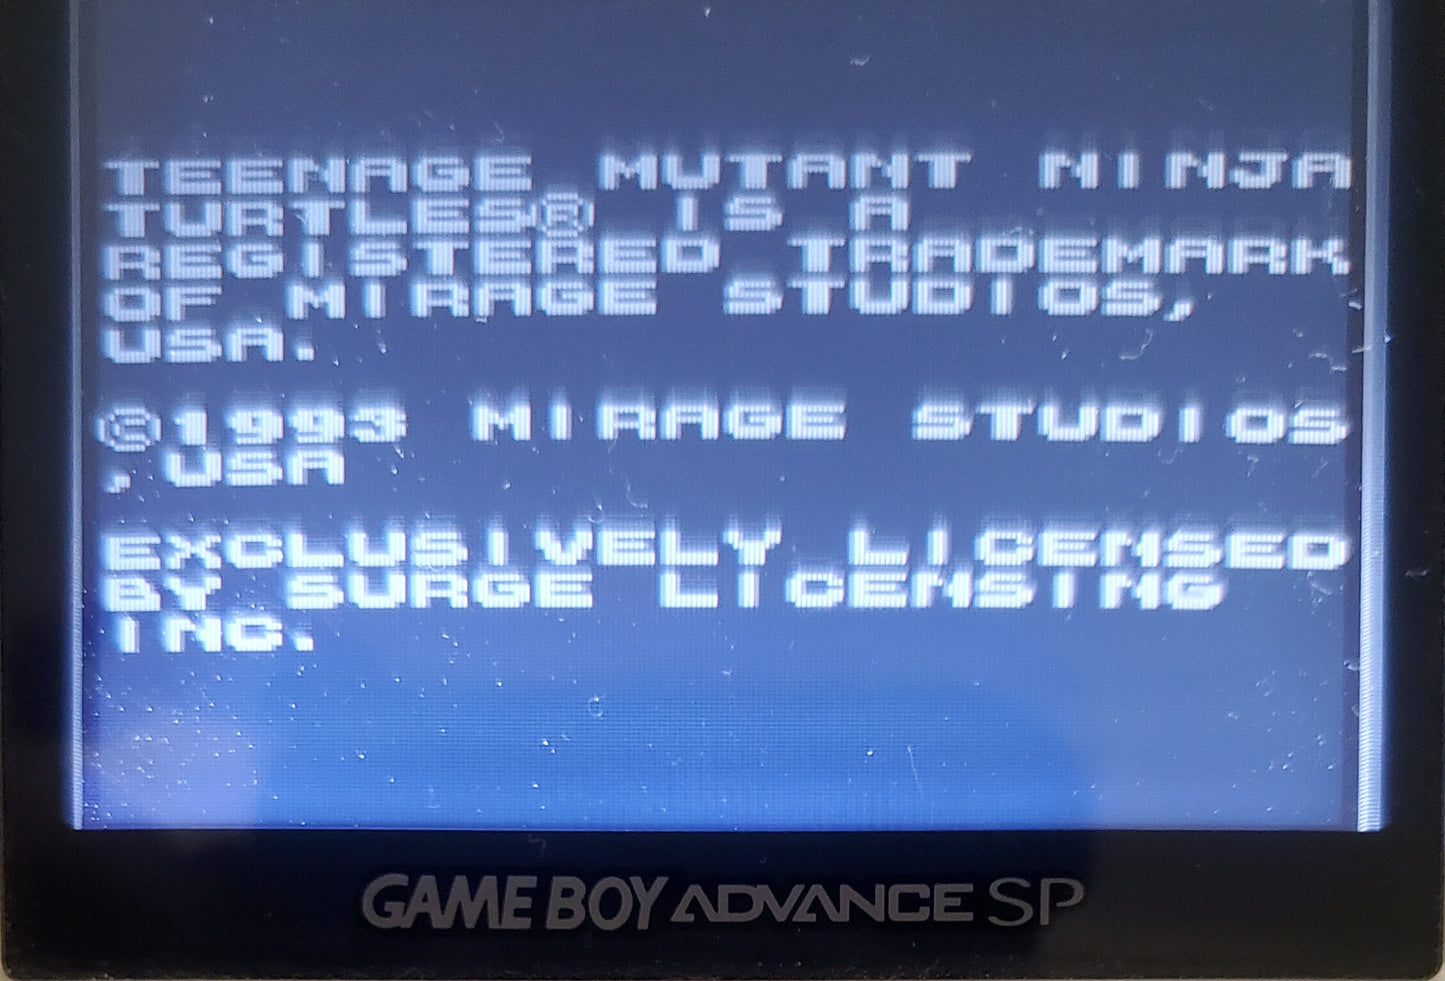 TEENAGE MUTANT NINJA
TURTLES® IS A
REGISTERED TRADEMARK
OF MIRAGE STUDIOS,
USA.
©1993 MIRAGE STUDIOS
,USA
EXCLUSIVELY LICENSED
BY SURGE LICENSING
INC.
GAME BOY ADVANCE SP